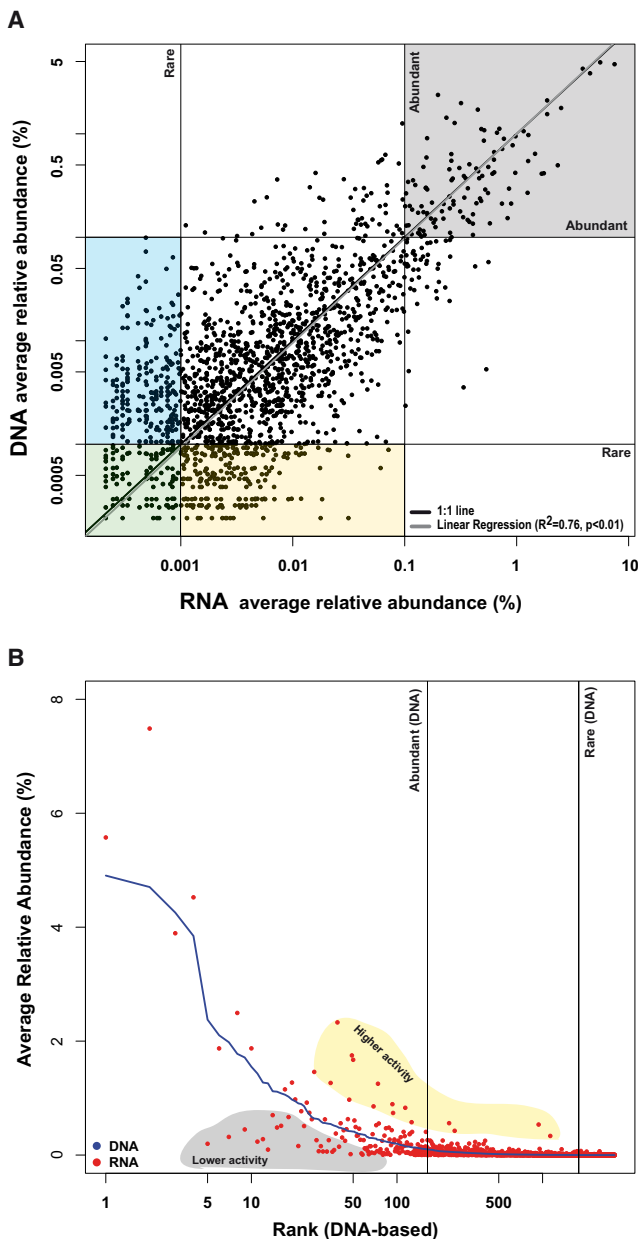 A
DNA average relative abundance (%)
5
0.5
0.05
0.005
0.0005
Rare
Abundant
Abundant
Rare
1:1 line
Linear Regression (R²=0.76, p<0.01)
0.001
0.01
0.1
1
10
RNA average relative abundance (%)
B
Average Relative Abundance (%)
8
6
4
2
0
Abundant (DNA)
Rare (DNA)
Higher activity
Lower activity
DNA
RNA
1
5
10
50
100
500
Rank (DNA-based)